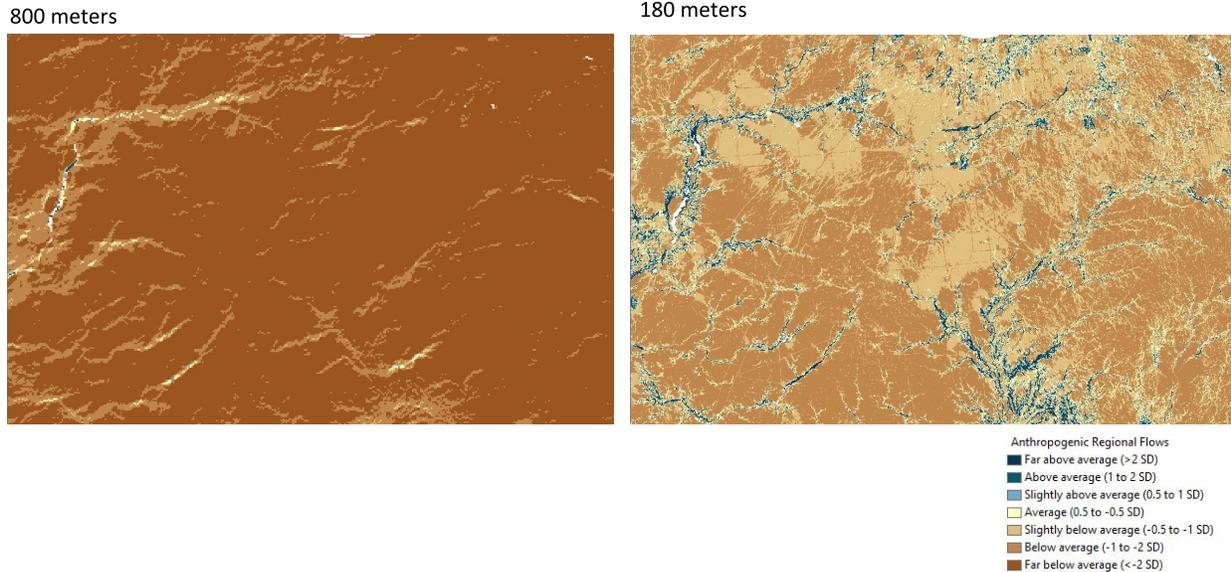 800 meters
180 meters
Anthropogenic Regional Flows
Far above average (>2 SD)
Above average (1 to 2 SD)
Slightly above average (0.5 to 1 SD)
Average (0.5 to -0.5 SD)
Slightly below average (-0.5 to -1 SD)
Below average (-1 to -2 SD)
Far below average (<-2 SD)